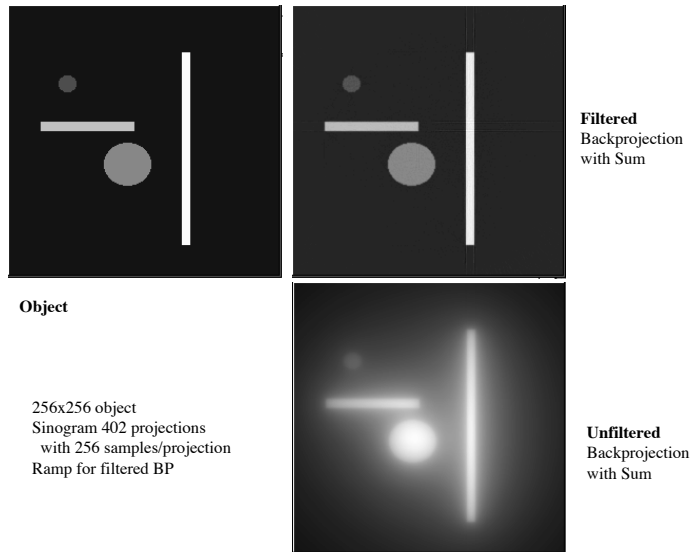 Filtered
Backprojection
with Sum
Object
256x256 object
Sinogram 402 projections
with 256 samples/projection
Ramp for filtered BP
Unfiltered
Backprojection
with Sum